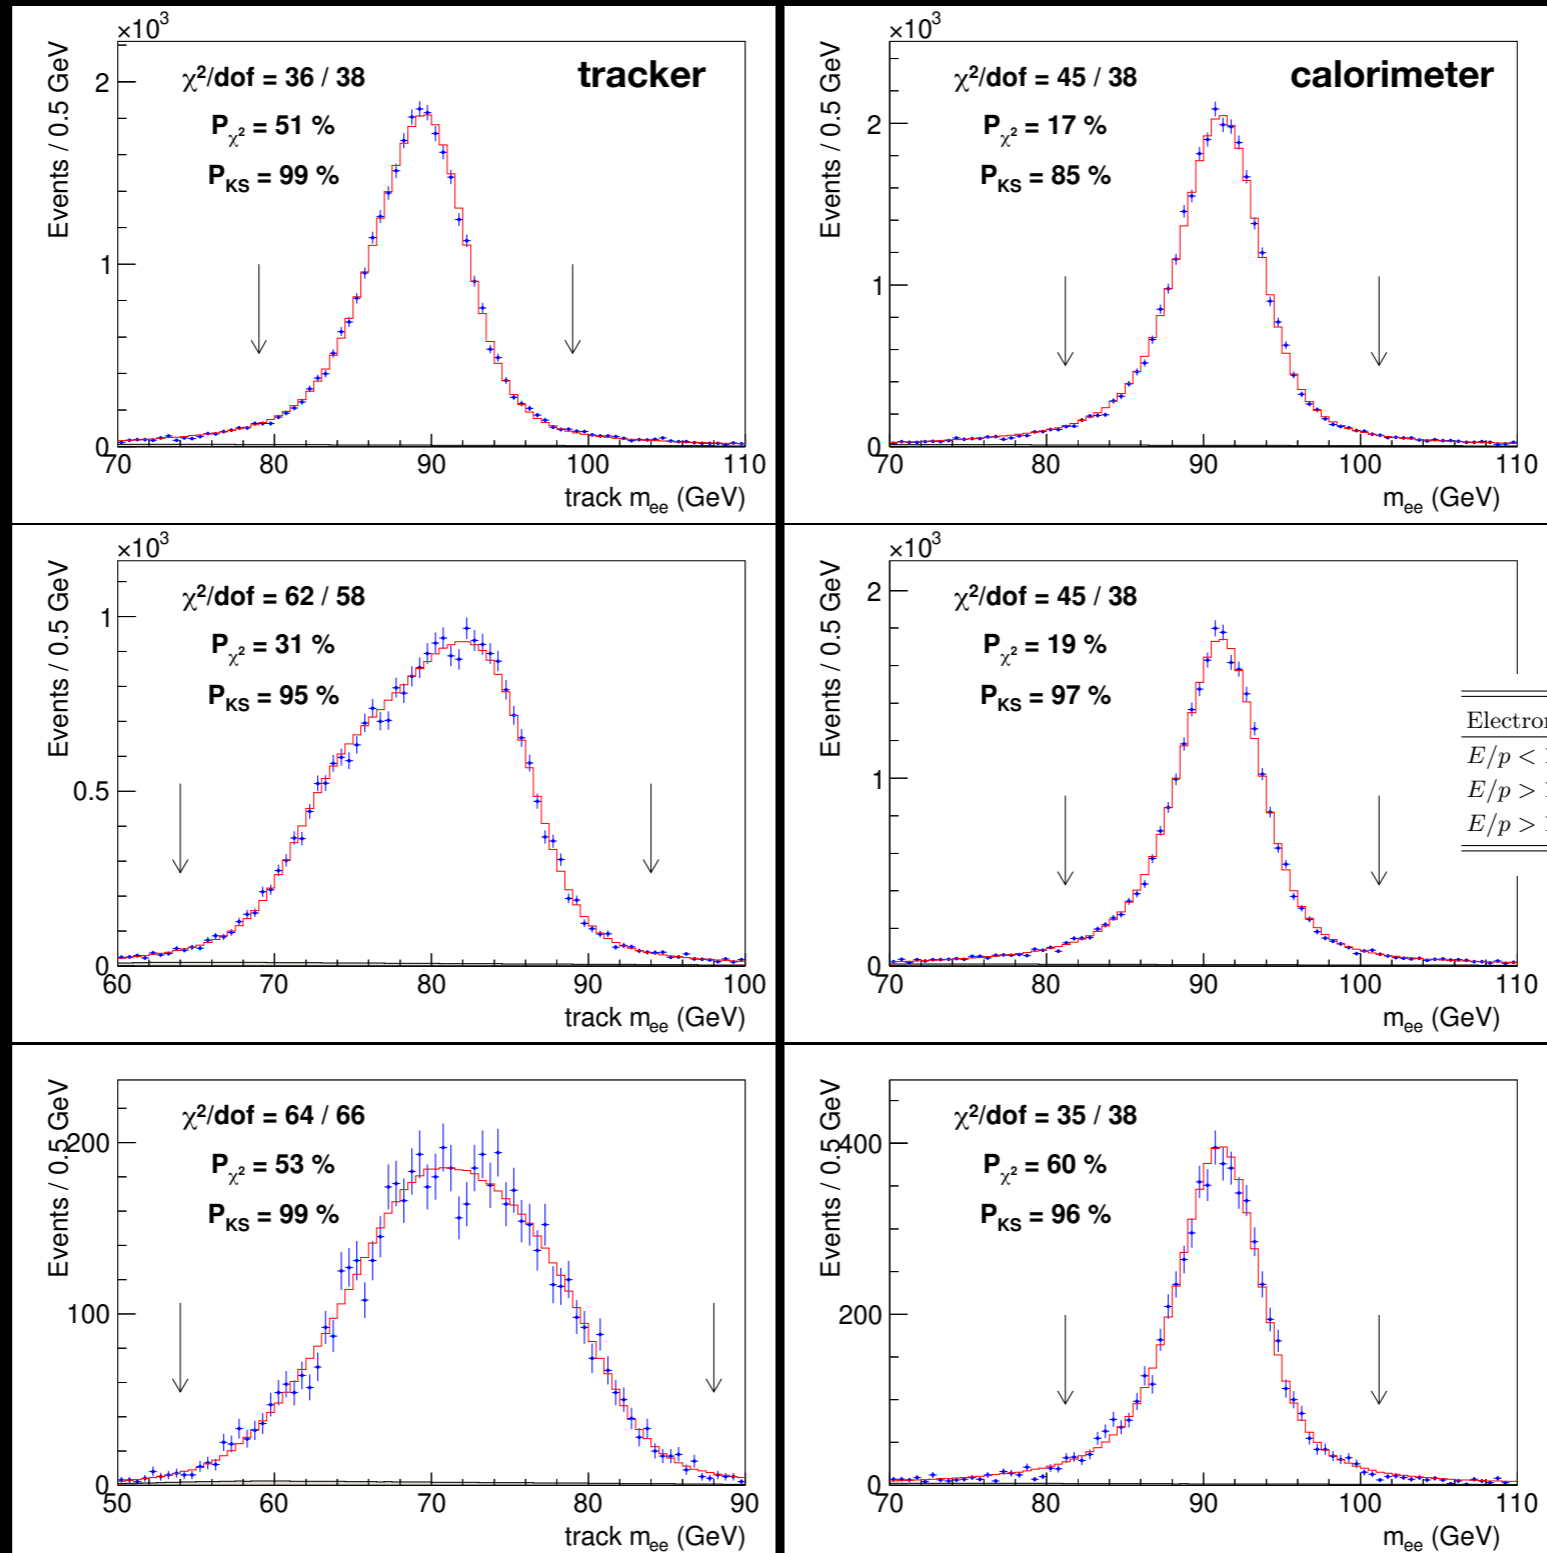 ×10³
Events / 0.5 GeV
χ²/dof = 36 / 38
tracker
P_χ² = 51 %
P_KS = 99 %
2
1
0
70 80 90 100 110
track m_ee (GeV)
×10³
Events / 0.5 GeV
χ²/dof = 45 / 38
calorimeter
P_χ² = 17 %
P_KS = 85 %
2
1
0
70 80 90 100 110
m_ee (GeV)
×10³
Events / 0.5 GeV
χ²/dof = 62 / 58
P_χ² = 31 %
P_KS = 95 %
1
0.5
0
60 70 80 90 100
track m_ee (GeV)
×10³
Events / 0.5 GeV
χ²/dof = 45 / 38
P_χ² = 19 %
P_KS = 97 %
2
1
0
70 80 90 100 110
m_ee (GeV)
Electron
E/p < 1
E/p > 1
E/p > 1
Events / 0.5 GeV
χ²/dof = 64 / 66
P_χ² = 53 %
P_KS = 99 %
200
100
0
50 60 70 80 90
track m_ee (GeV)
Events / 0.5 GeV
χ²/dof = 35 / 38
P_χ² = 60 %
P_KS = 96 %
400
200
0
70 80 90 100 110
m_ee (GeV)